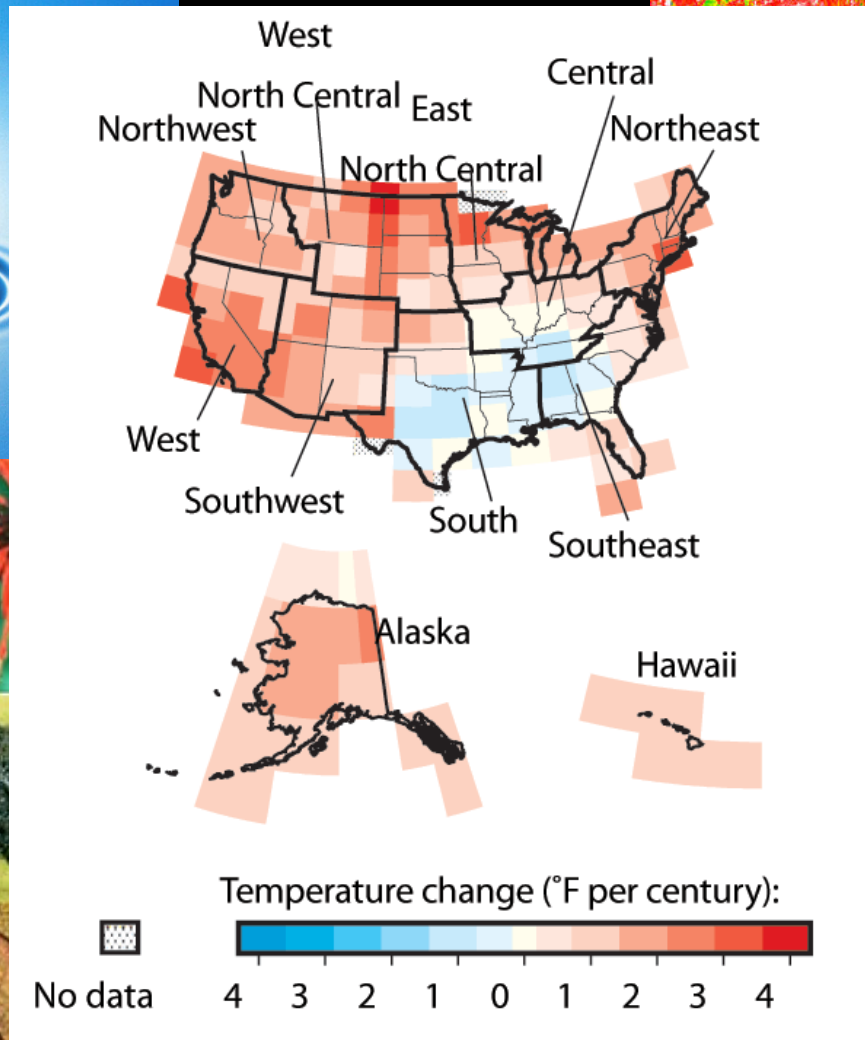 West
Central
North Central
East
Northwest
Northeast
North Central
West
Southwest
South
Southeast
Alaska
Hawaii
Temperature change (°F per century):
No data
4 3 2 1 0 1 2 3 4